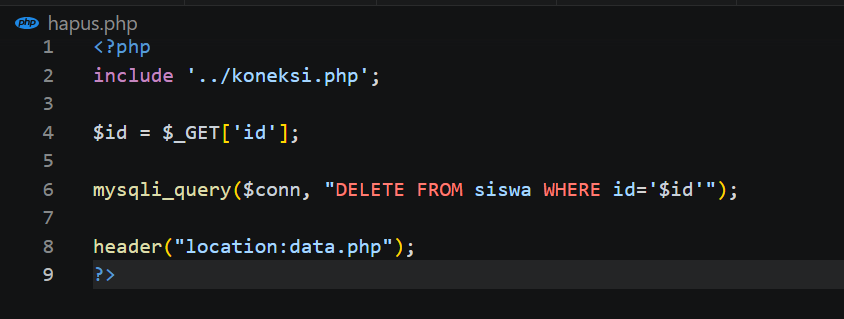 php hapus.php
1 <?php
2 include '../koneksi.php';
3
4 $id = $_GET['id'];
5
6 mysqli_query($conn, "DELETE FROM siswa WHERE id='$id'");
7
8 header("location:data.php");
9 ?>